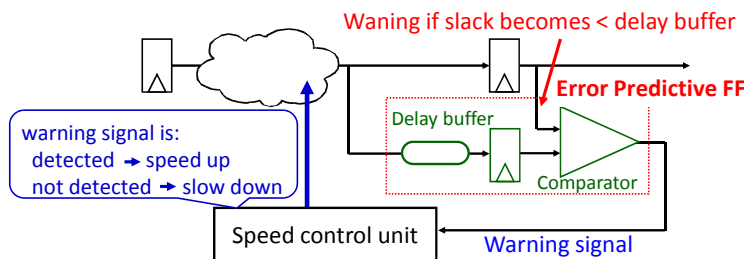 Waning if slack becomes < delay buffer
Error Predictive FF
Delay buffer
warning signal is:
detected → speed up
not detected → slow down
Comparator
Speed control unit
Warning signal